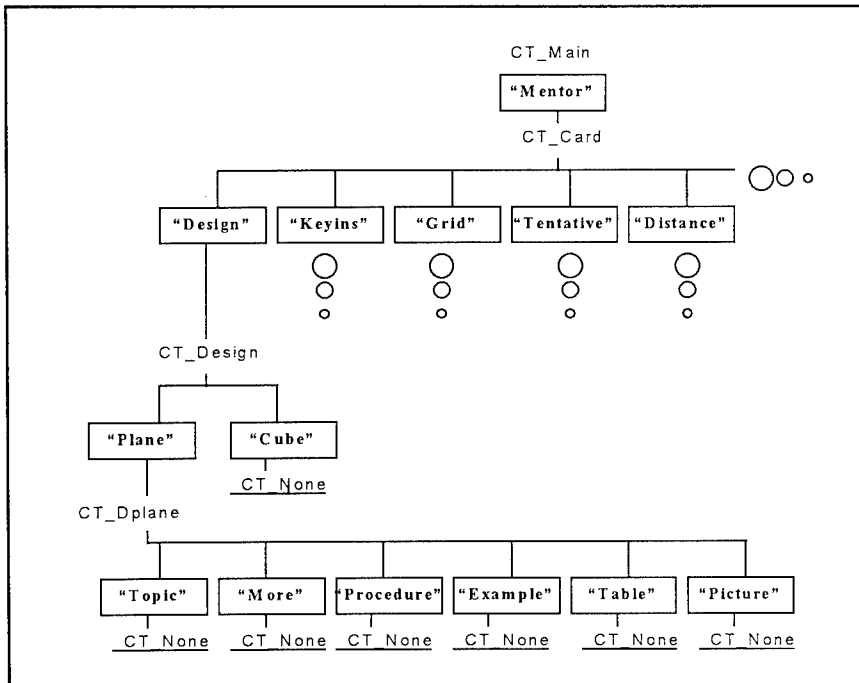 CT_Main
"Mentor"
CT_Card
"Design" "Keyins" "Grid" "Tentative" "Distance"
CT_Design
"Plane" "Cube"
CT_None
CT_Dplane
"Topic" "More" "Procedure" "Example" "Table" "Picture"
CT_None CT_None CT_None CT_None CT_None CT_None